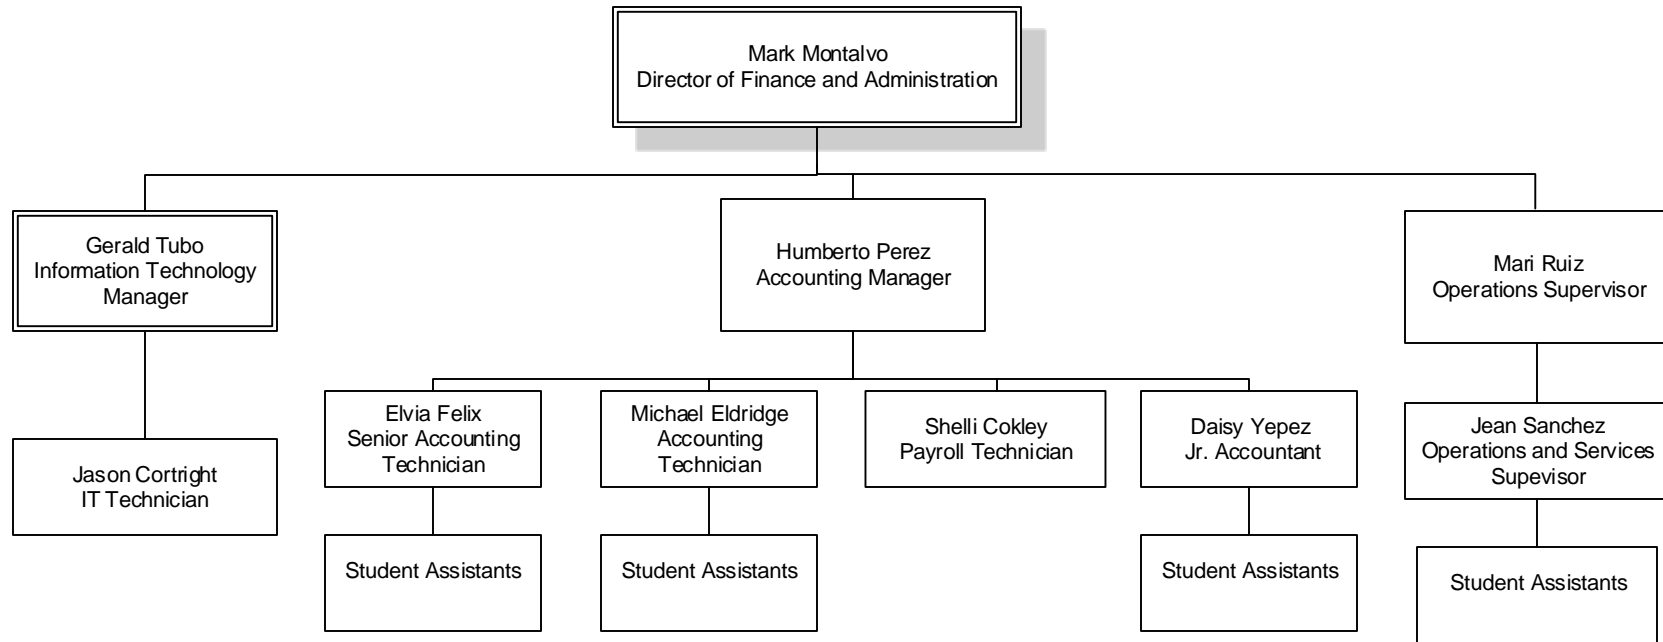 Mark Montalvo
Director of Finance and Administration
Gerald Tubo
Information Technology
Manager
Humberto Perez
Accounting Manager
Mari Ruiz
Operations Supervisor
Jason Cortright
IT Technician
Elvia Felix
Senior Accounting
Technician
Michael Eldridge
Accounting
Technician
Shelli Cokley
Payroll Technician
Daisy Yepez
Jr. Accountant
Jean Sanchez
Operations and Services
Supevisor
Student Assistants
Student Assistants
Student Assistants
Student Assistants